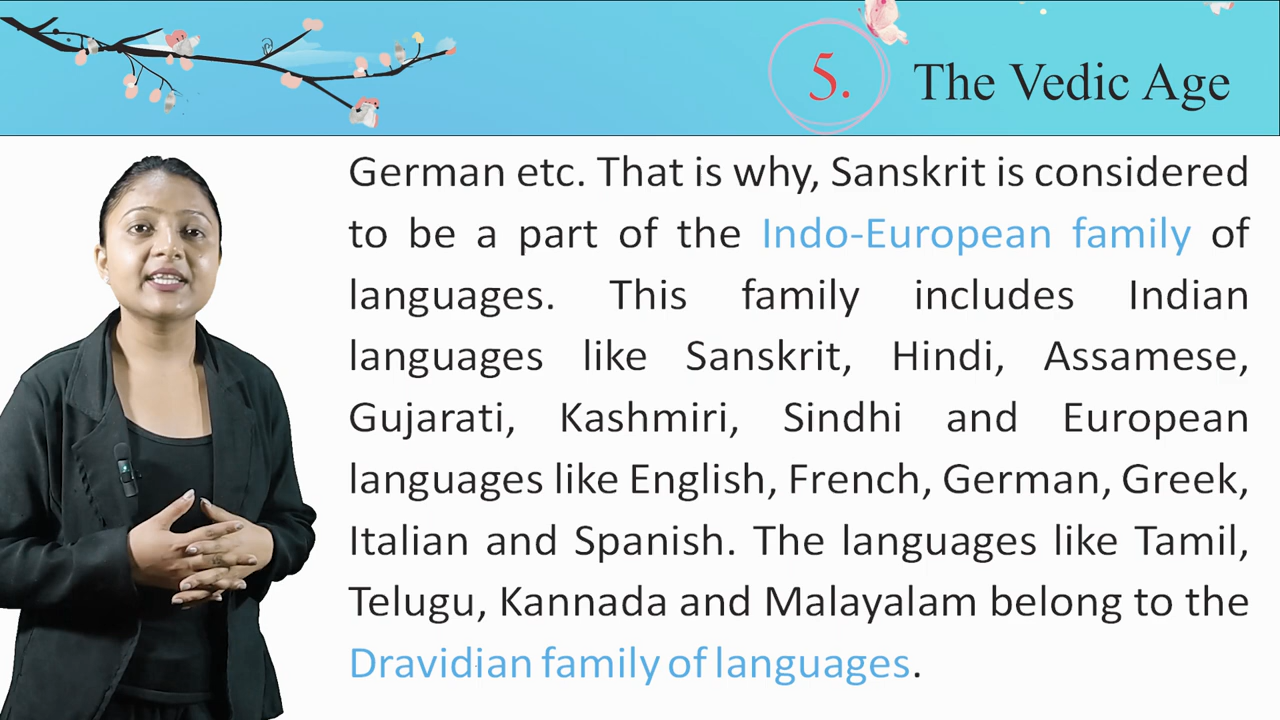 5. The Vedic Age
German etc. That is why, Sanskrit is considered
to be a part of the Indo-European family of
languages. This family includes Indian
languages like Sanskrit, Hindi, Assamese,
Gujarati, Kashmiri, Sindhi and European
languages like English, French, German, Greek,
Italian and Spanish. The languages like Tamil,
Telugu, Kannada and Malayalam belong to the
Dravidian family of languages.